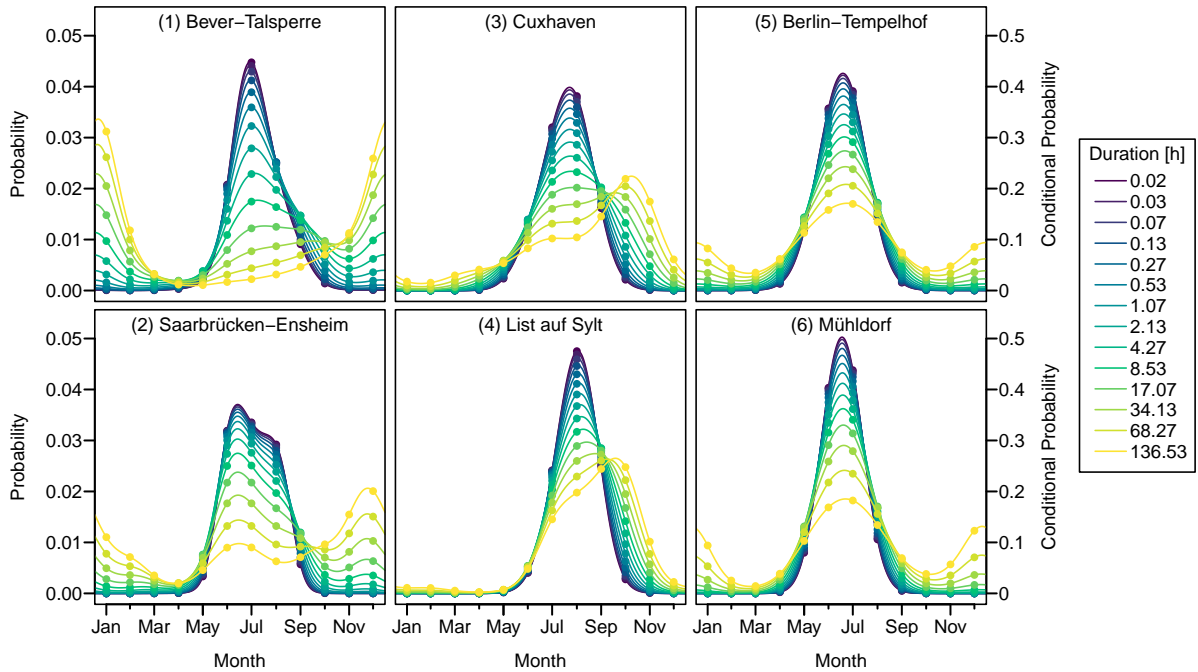 (1) Bever−Talsperre
(3) Cuxhaven
(5) Berlin−Tempelhof
0.05
0.04
0.03
0.02
0.01
0.00
Probability
0.5
0.4
0.3
0.2
0.1
0
Conditional Probability
(2) Saarbrücken−Ensheim
(4) List auf Sylt
(6) Mühldorf
0.05
0.04
0.03
0.02
0.01
0.00
Probability
0.5
0.4
0.3
0.2
0.1
0
Conditional Probability
Jan Mar May Jul Sep Nov
Jan Mar May Jul Sep Nov
Jan Mar May Jul Sep Nov
Month
Month
Month
Duration [h]
0.02
0.03
0.07
0.13
0.27
0.53
1.07
2.13
4.27
8.53
17.07
34.13
68.27
136.53